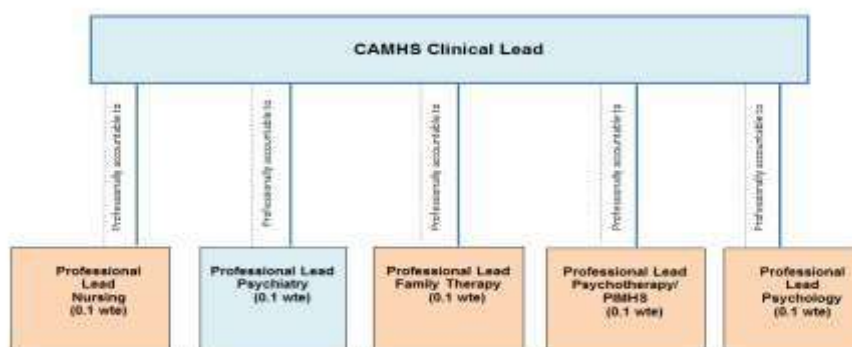 CAMHS Clinical Lead
Professionally accountable to
Professionally accountable to
Professionally accountable to
Professionally accountable to
Professionally accountable to
Professional
Lead
Nursing
(0.1 wte)
Professional Lead
Psychiatry
(0.1 wte)
Professional Lead
Family Therapy
(0.1 wte)
Professional Lead
Psychotherapy/
PIMHS
(0.1 wte)
Professional
Lead
Psychology
(0.1 wte)